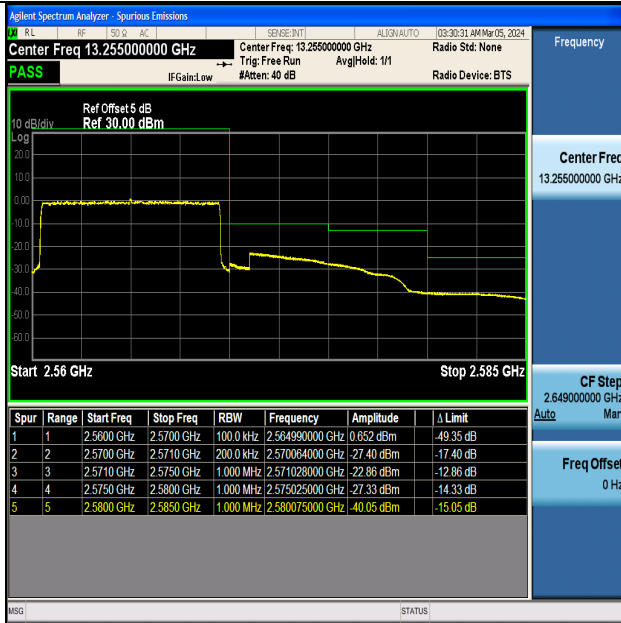 Agilent Spectrum Analyzer - Spurious Emissions
RL RF 50 Ω AC SENSE:INT ALIGN AUTO 03:30:31 AM Mar 05, 2024
Center Freq 13.255000000 GHz
Center Freq: 13.255000000 GHz
Radio Std: None
Trig: Free Run Avg|Hold: 1/1
PASS
IFGain:Low
#Atten: 40 dB
Radio Device: BTS
Ref Offset 5 dB
10 dB/div Ref 30.00 dBm
Log
20.0
10.0
0.00
-10.0
-20.0
-30.0
-40.0
-50.0
-60.0
Start 2.56 GHz Stop 2.585 GHz
Spur Range Start Freq Stop Freq RBW Frequency Amplitude Δ Limit
1 1 2.5600 GHz 2.5700 GHz 100.0 kHz 2.564990000 GHz 0.652 dBm -49.35 dB
2 2 2.5700 GHz 2.5710 GHz 200.0 kHz 2.570064000 GHz -27.40 dBm -17.40 dB
3 3 2.5710 GHz 2.5750 GHz 1.000 MHz 2.571028000 GHz -22.86 dBm -12.86 dB
4 4 2.5750 GHz 2.5800 GHz 1.000 MHz 2.575025000 GHz -27.33 dBm -14.33 dB
5 5 2.5800 GHz 2.5850 GHz 1.000 MHz 2.580075000 GHz -40.05 dBm -15.05 dB
MSG STATUS
Frequency
Center Freq
13.255000000 GHz
CF Step
2.649000000 GHz
Auto Man
Freq Offset
0 Hz